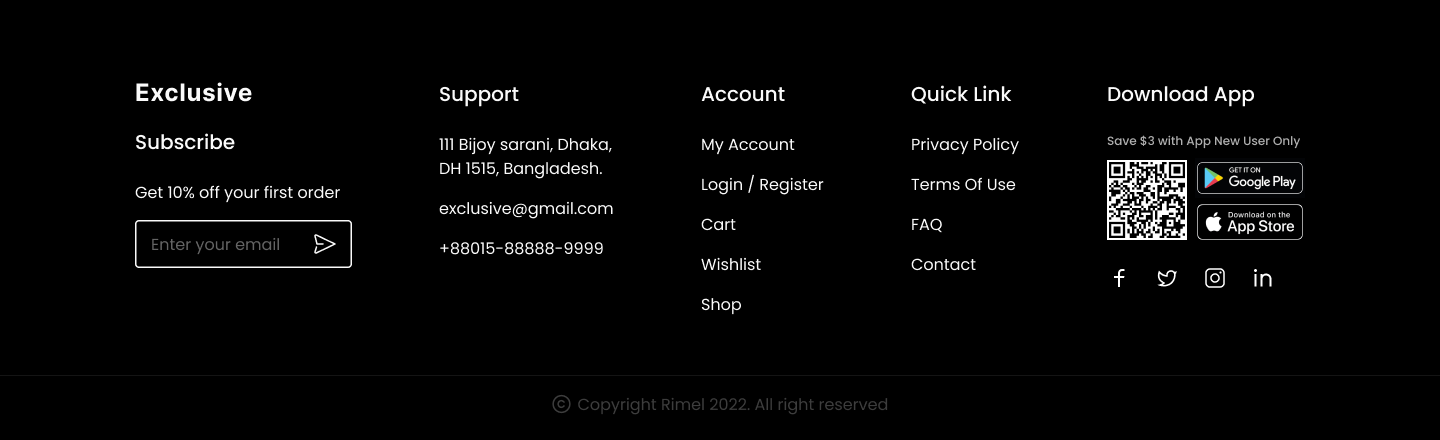 Exclusive
Subscribe
Get 10% off your first order
Enter your email
Support
111 Bijoy sarani, Dhaka,
DH 1515, Bangladesh.
exclusive@gmail.com
+88015-88888-9999
Account
My Account
Login / Register
Cart
Wishlist
Shop
Quick Link
Privacy Policy
Terms Of Use
FAQ
Contact
Download App
Save $3 with App New User Only
GET IT ON
Google Play
Download on the
App Store
© Copyright Rimel 2022. All right reserved